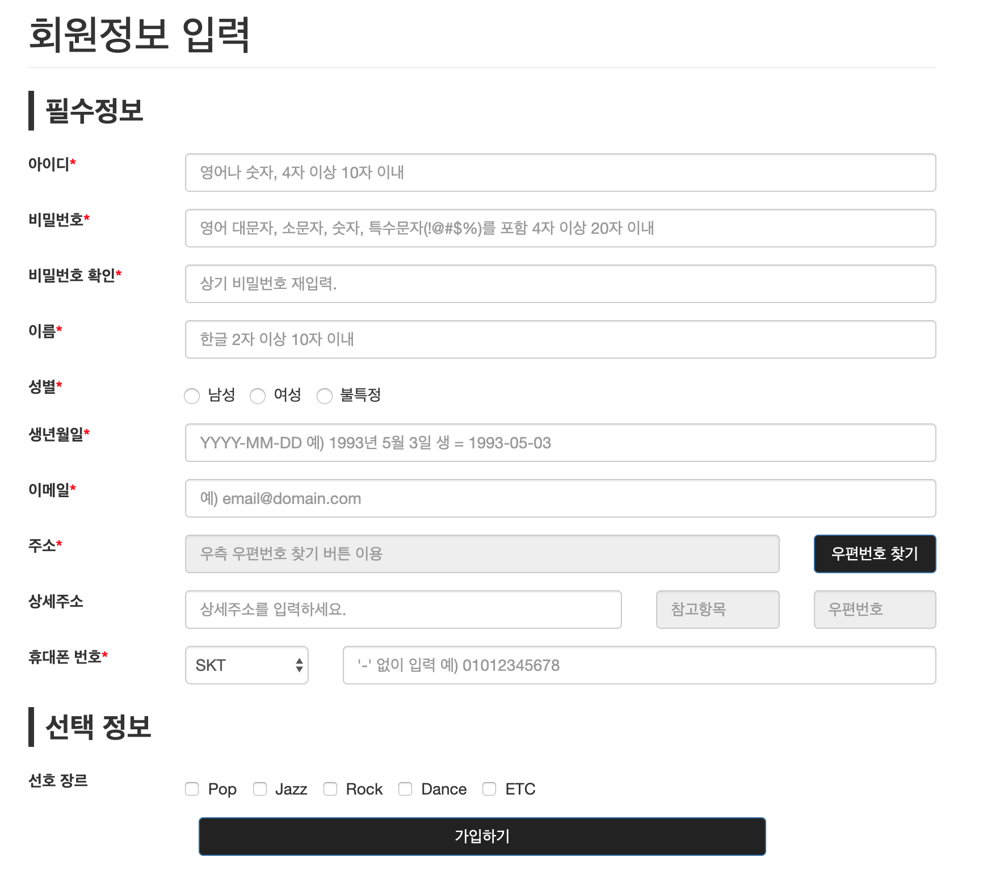 회원정보 입력
필수정보
아이디* 영어나 숫자, 4자 이상 10자 이내
비밀번호* 영어 대문자, 소문자, 숫자, 특수문자(!@#$%)를 포함 4자 이상 20자 이내
비밀번호 확인* 상기 비밀번호 재입력.
이름* 한글 2자 이상 10자 이내
성별* 남성 여성 불특정
생년월일* YYYY-MM-DD 예) 1993년 5월 3일 생 = 1993-05-03
이메일* 예) email@domain.com
주소* 우측 우편번호 찾기 버튼 이용 우편번호 찾기
상세주소 상세주소를 입력하세요. 참고항목 우편번호
휴대폰 번호* SKT '-' 없이 입력 예) 01012345678
선택 정보
선호 장르 Pop Jazz Rock Dance ETC
가입하기